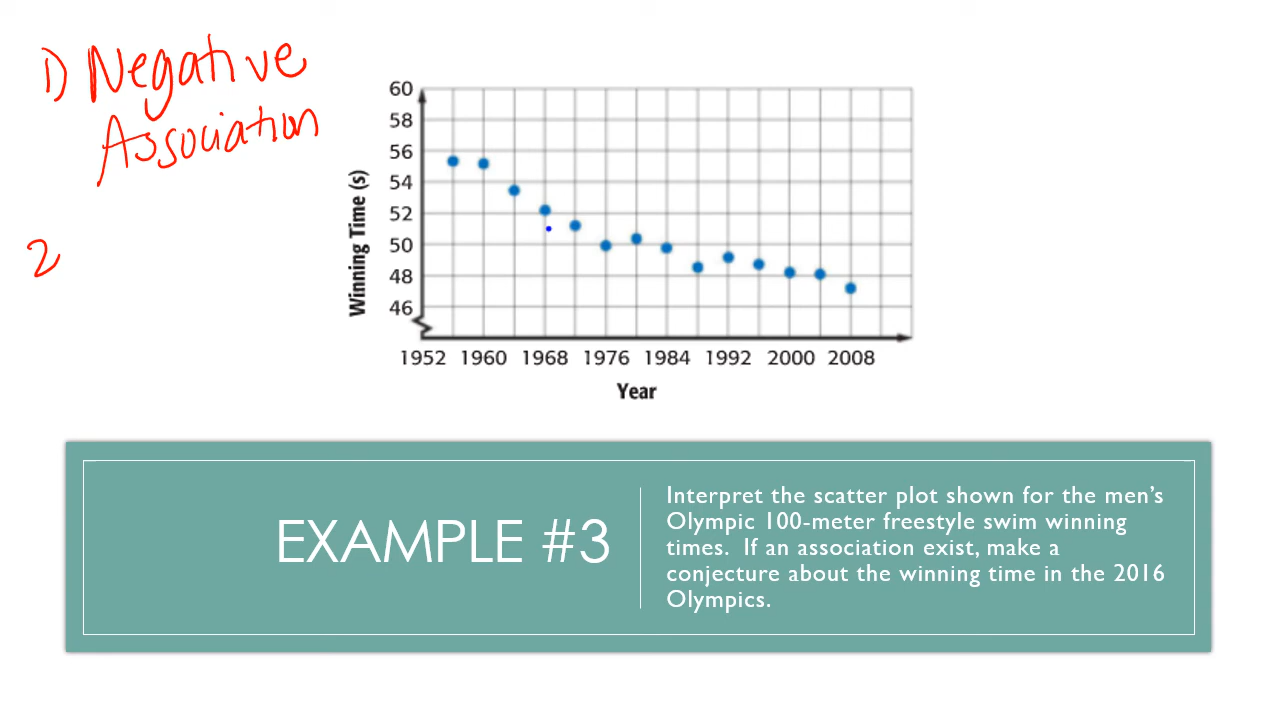 1) Negative
Association
2
60
58
56
54
52
50
48
46
Winning Time (s)
1952 1960 1968 1976 1984 1992 2000 2008
Year
EXAMPLE #3
Interpret the scatter plot shown for the men’s
Olympic 100-meter freestyle swim winning
times. If an association exist, make a
conjecture about the winning time in the 2016
Olympics.